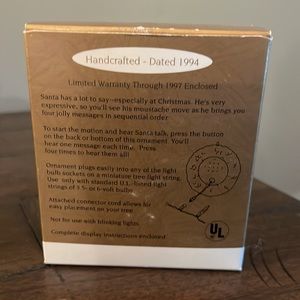 Handcrafted - Dated 1994
Limited Warranty Through 1997 Enclosed
Santa has a lot to say—especially at Christmas. He's very
expressive, so you'll see his moustache move as he brings you
four jolly messages in sequential order.
To start the motion and hear Santa talk, press the button
on the back or bottom of this ornament. You'll
hear one message each time. Press
four times to hear them all!
Ornament plugs easily into any of the light
bulb sockets on a miniature tree light string.
Use only with standard U.L.-listed light
strings of 3.5- or 6-volt bulbs.
Attached connector cord allows for
easy placement on your tree
Not for use with blinking lights
Complete display instructions enclosed
UL